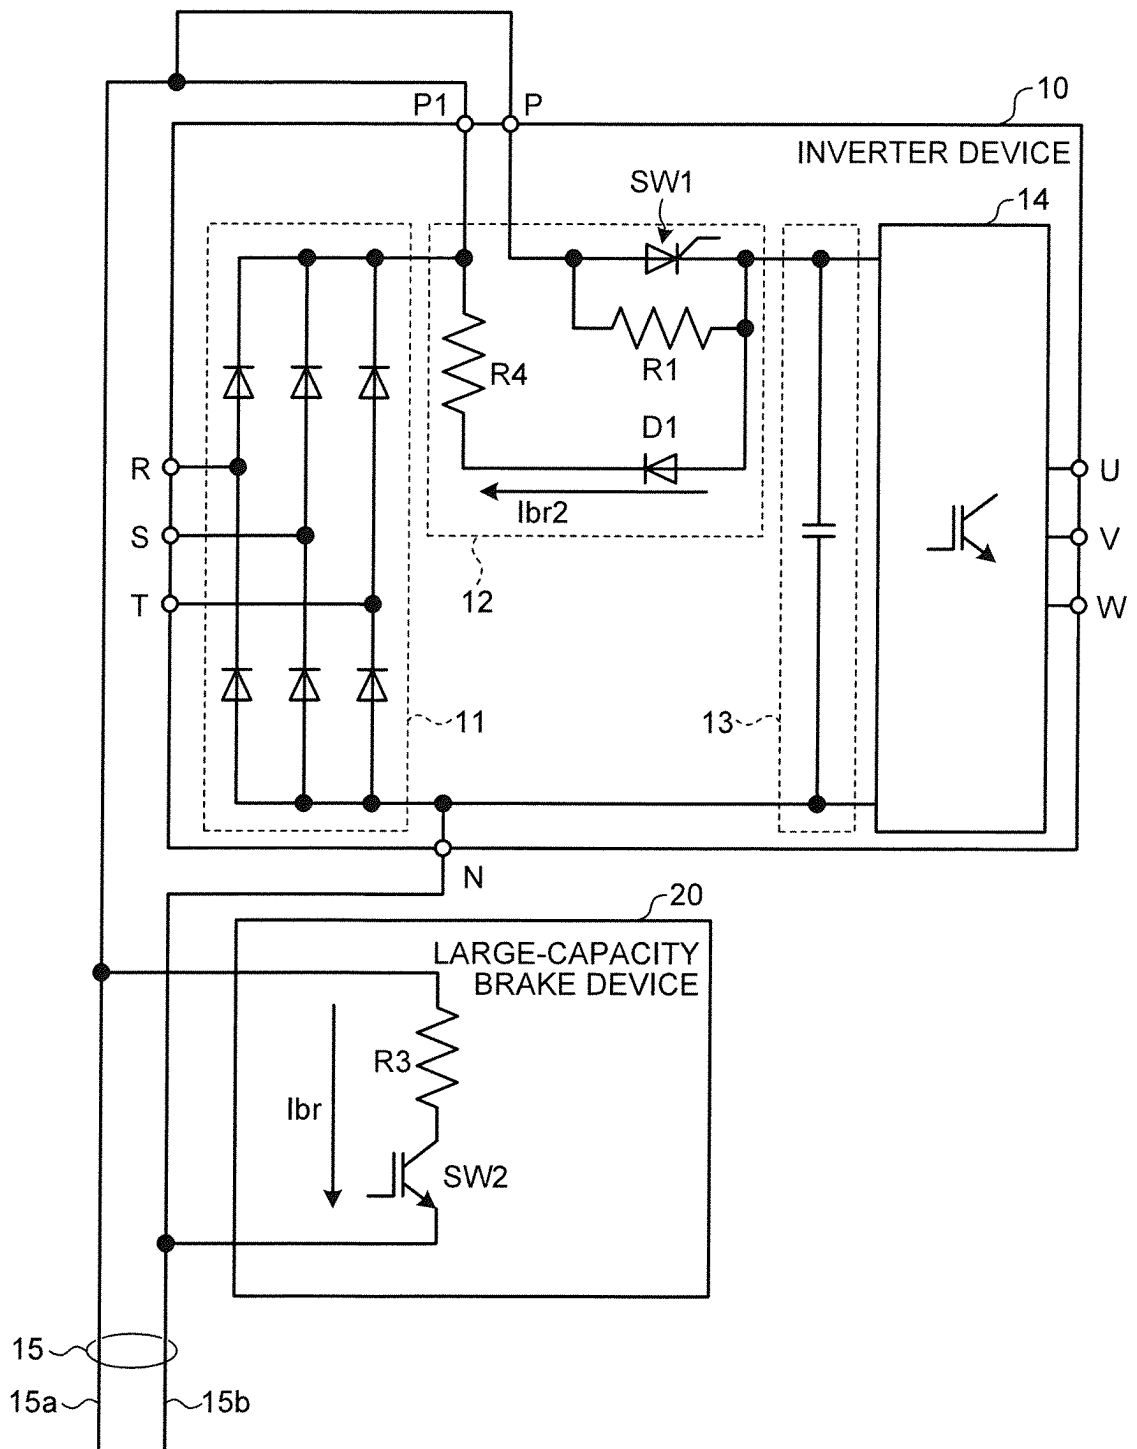 P1
P
10
INVERTER DEVICE
SW1
14
R4
R1
D1
R
Ibr2
U
S
V
T
12
W
11
13
N
20
LARGE-CAPACITY
BRAKE DEVICE
R3
Ibr
SW2
15
15a
15b